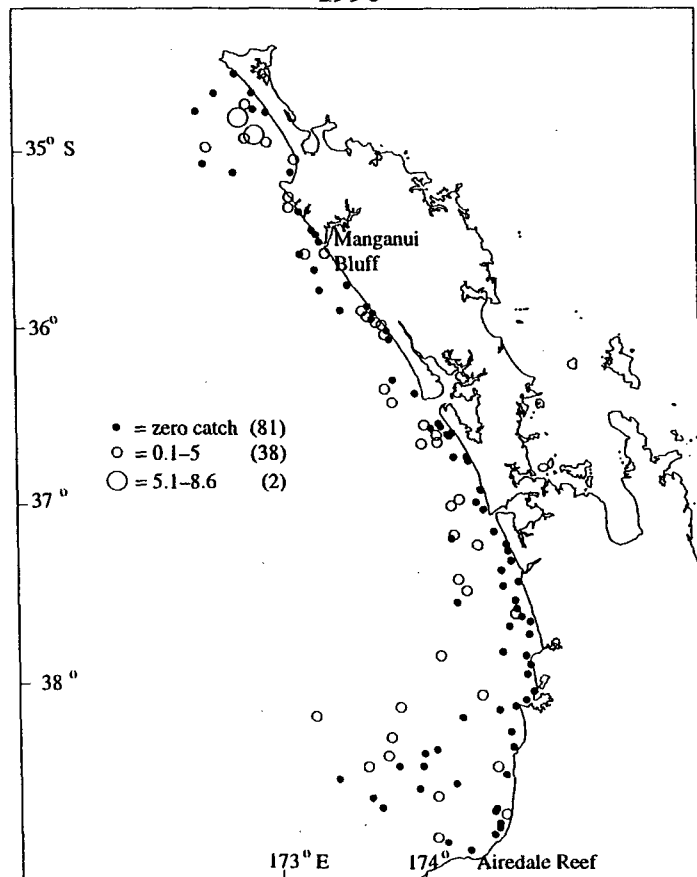 35° S
Manganui
Bluff
36°
= zero catch (81)
= 0.1–5 (38)
= 5.1–8.6 (2)
37°
38°
173° E 174° Airedale Reef